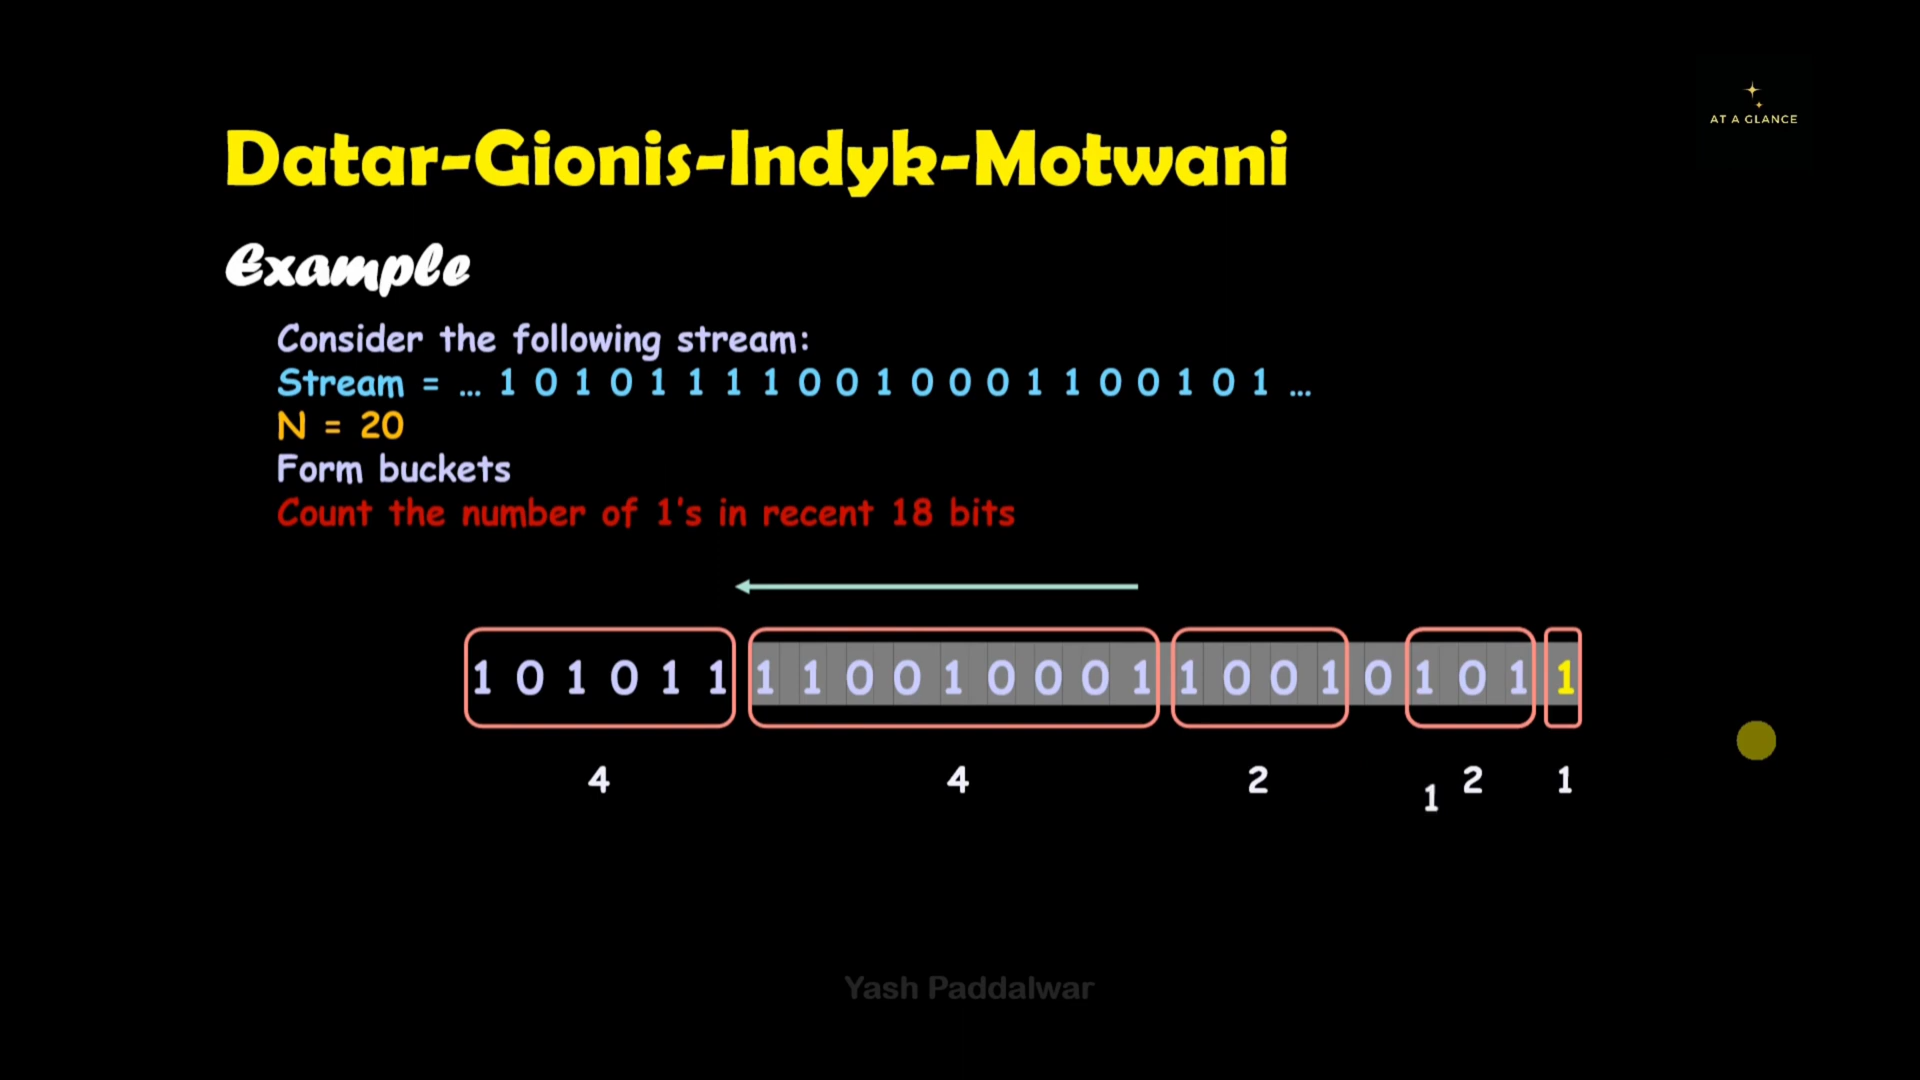 AT A GLANCE
Datar-Gionis-Indyk-Motwani
Example
Consider the following stream:
Stream = ... 1 0 1 0 1 1 1 1 0 0 1 0 0 0 1 1 0 0 1 0 1 ...
N = 20
Form buckets
Count the number of 1's in recent 18 bits
1 0 1 0 1 1 1 1 0 0 1 0 0 0 1 1 0 0 1 0 1 0 1 1
4 4 2 1 2 1
Yash Paddalwar